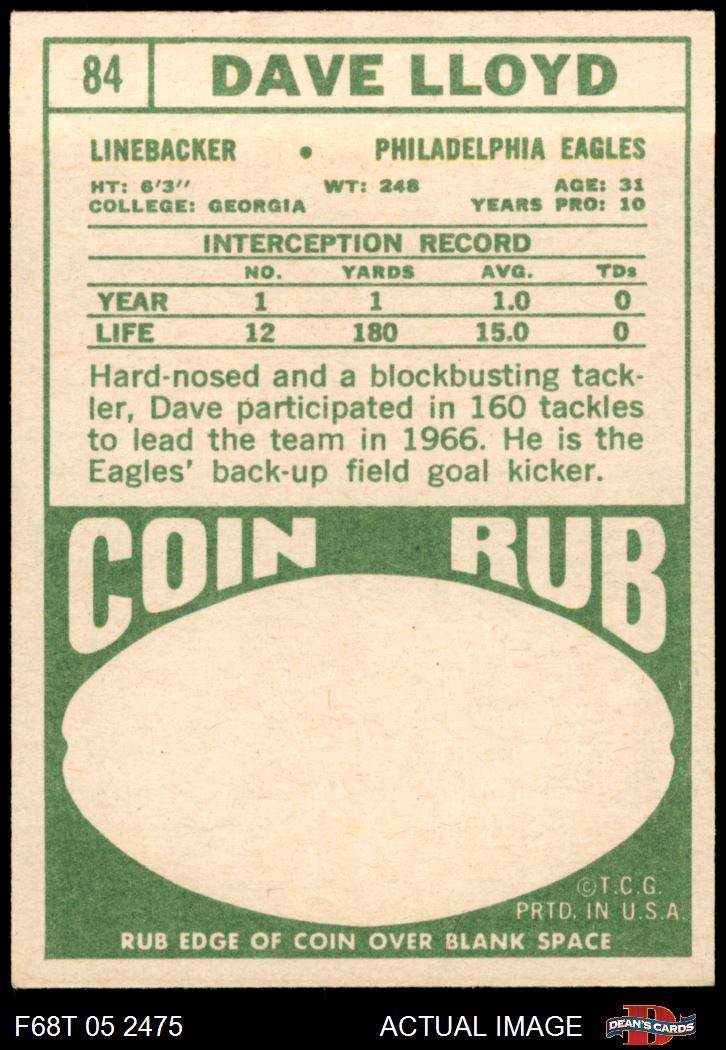 84 DAVE LLOYD
LINEBACKER • PHILADELPHIA EAGLES
HT: 6'3" WT: 248 AGE: 31
COLLEGE: GEORGIA YEARS PRO: 10
INTERCEPTION RECORD
NO. YARDS AVG. TDs
YEAR 1 1 1.0 0
LIFE 12 180 15.0 0
Hard-nosed and a blockbusting tack-
ler, Dave participated in 160 tackles
to lead the team in 1966. He is the
Eagles' back-up field goal kicker.
COIN RUB
©T.C.G.
PRTD. IN U.S.A.
RUB EDGE OF COIN OVER BLANK SPACE
F68T 05 2475 ACTUAL IMAGE D DEAN'S CARDS